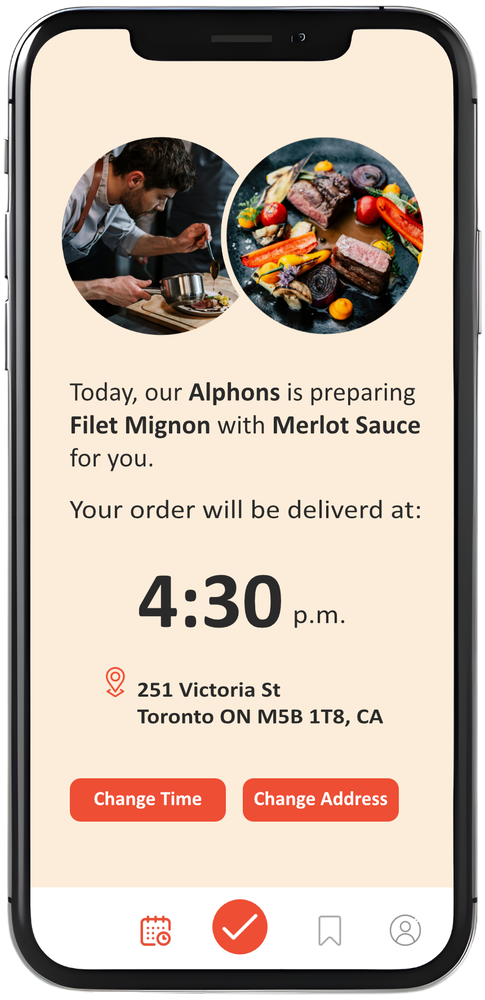 Today, our Alphons is preparing
Filet Mignon with Merlot Sauce
for you.
Your order will be deliverd at:
4:30 p.m.
251 Victoria St
Toronto ON M5B 1T8, CA
Change Time
Change Address